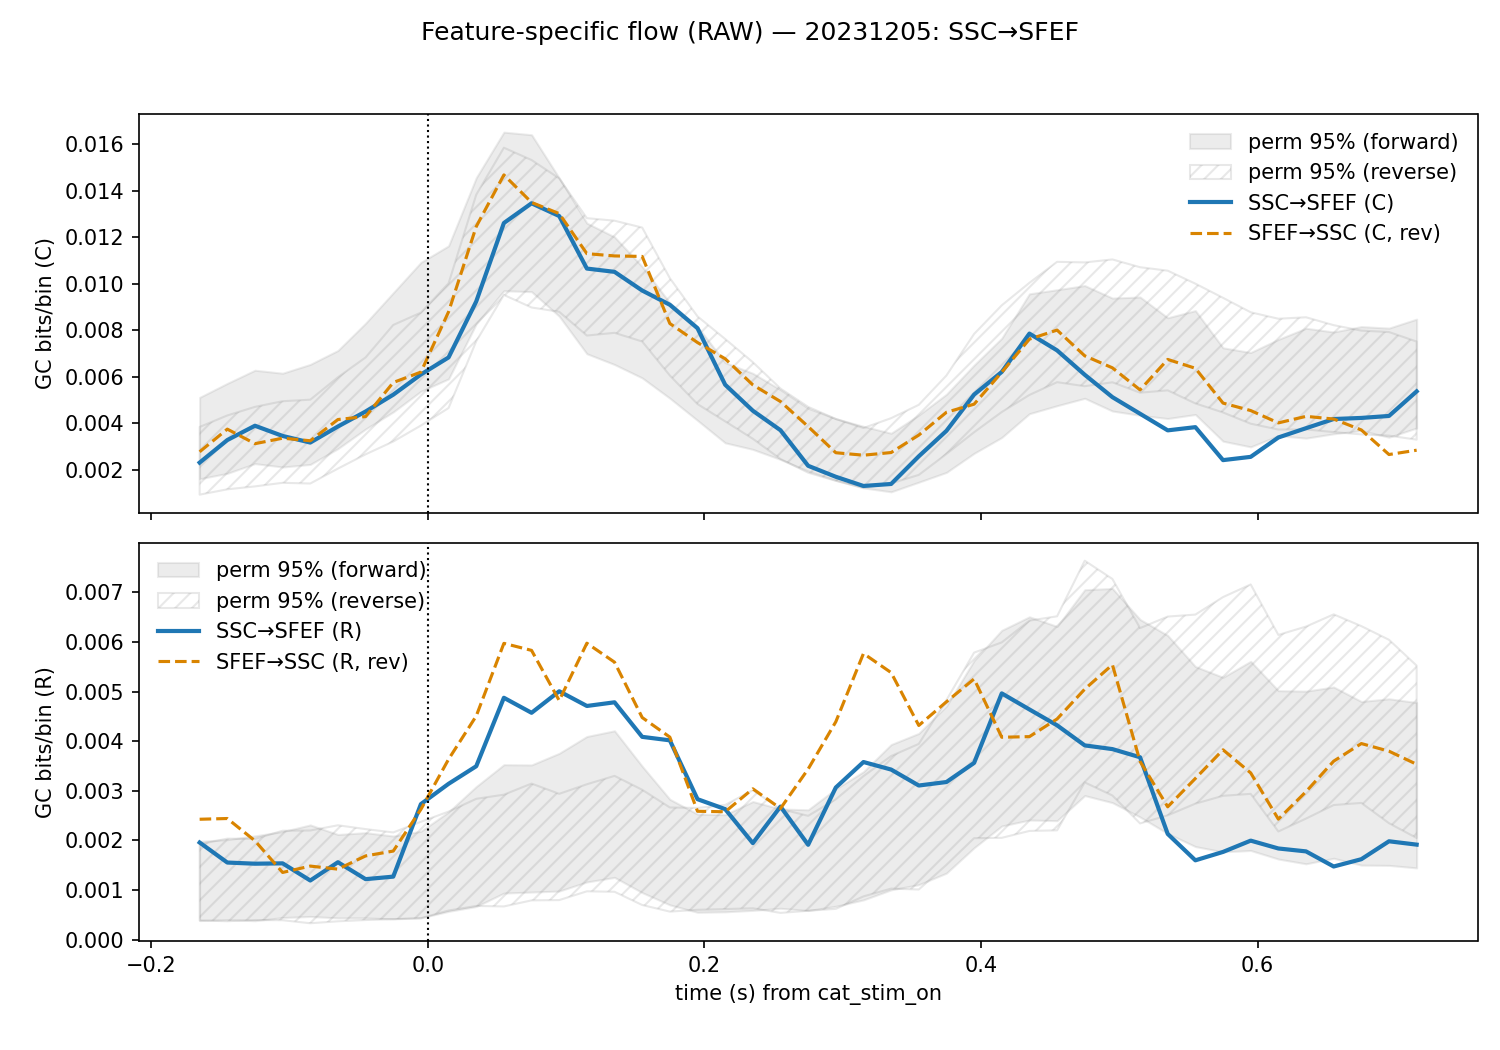 Feature-specific flow (RAW) — 20231205: SSC→SFEF
GC bits/bin (C)
0.016
0.014
0.012
0.010
0.008
0.006
0.004
0.002
perm 95% (forward)
perm 95% (reverse)
SSC→SFEF (C)
SFEF→SSC (C, rev)
GC bits/bin (R)
0.007
0.006
0.005
0.004
0.003
0.002
0.001
0.000
perm 95% (forward)
perm 95% (reverse)
SSC→SFEF (R)
SFEF→SSC (R, rev)
−0.2 0.0 0.2 0.4 0.6
time (s) from cat_stim_on